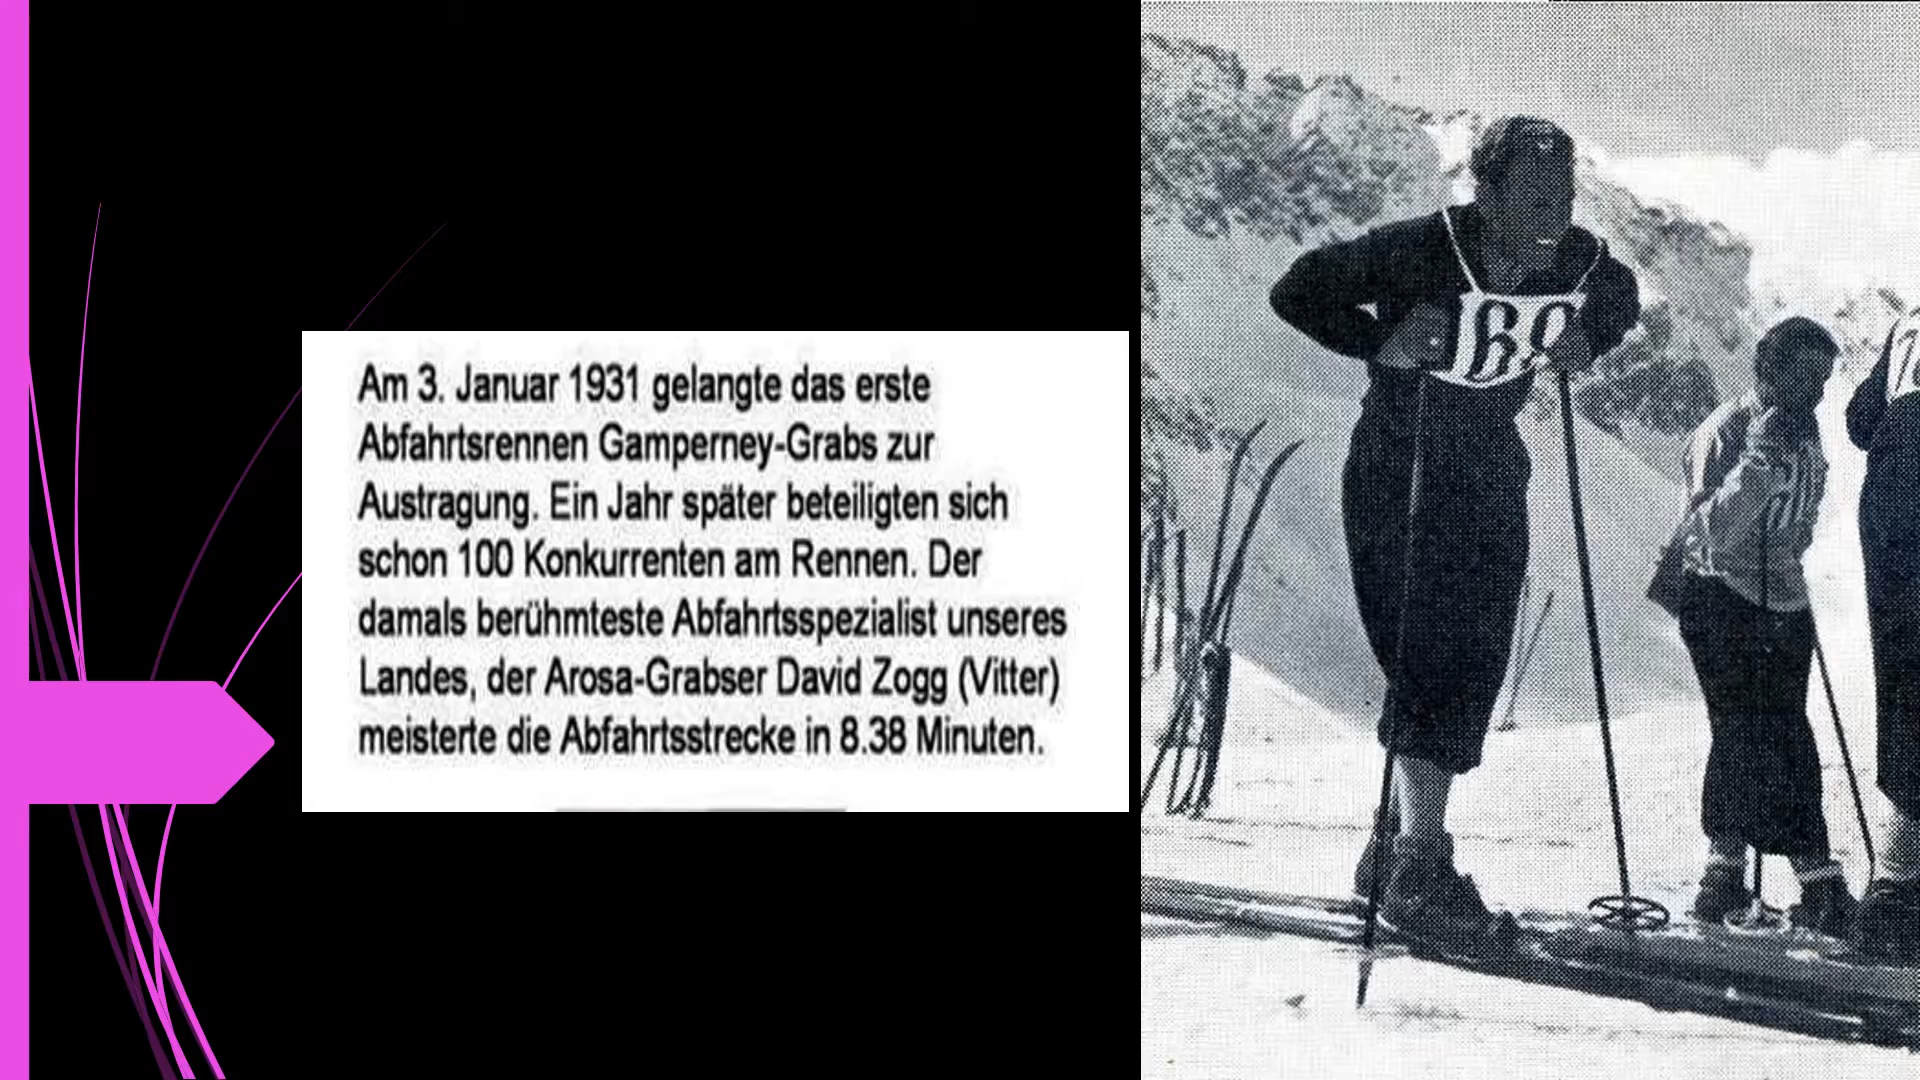 Am 3. Januar 1931 gelangte das erste
Abfahrtsrennen Gamperney-Grabs zur
Austragung. Ein Jahr später beteiligten sich
schon 100 Konkurrenten am Rennen. Der
damals berühmteste Abfahrtsspezialist unseres
Landes, der Arosa-Grabser David Zogg (Vitter)
meisterte die Abfahrtsstrecke in 8.38 Minuten.
69